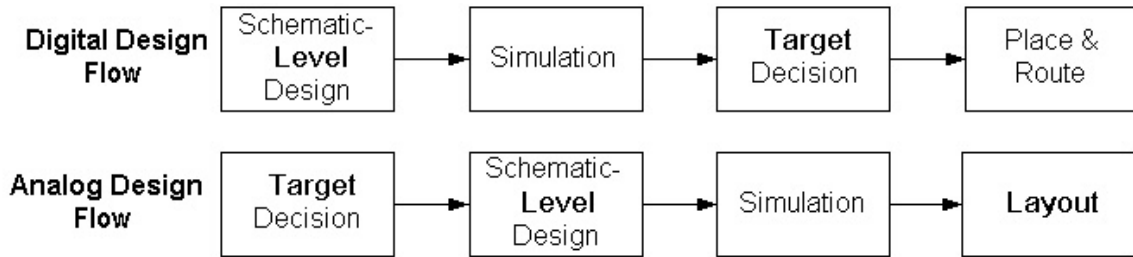 Digital Design
Flow
Schematic-
Level
Design
Simulation
Target
Decision
Place &
Route
Analog Design
Flow
Target
Decision
Schematic-
Level
Design
Simulation
Layout